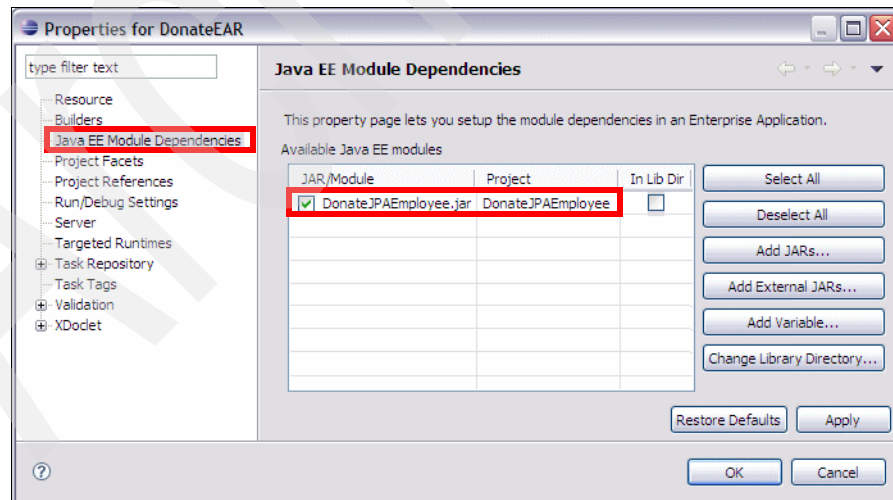 Properties for DonateEAR
type filter text
Resource
Builders
Java EE Module Dependencies
Project Facets
Project References
Run/Debug Settings
Server
Targeted Runtimes
Task Repository
Task Tags
Validation
XDoclet
Java EE Module Dependencies
This property page lets you setup the module dependencies in an Enterprise Application.
Available Java EE modules
JAR/Module Project In Lib Dir
DonateJPAEmployee.jar DonateJPAEmployee
Select All
Deselect All
Add JARs...
Add External JARs...
Add Variable...
Change Library Directory...
Restore Defaults Apply
OK Cancel